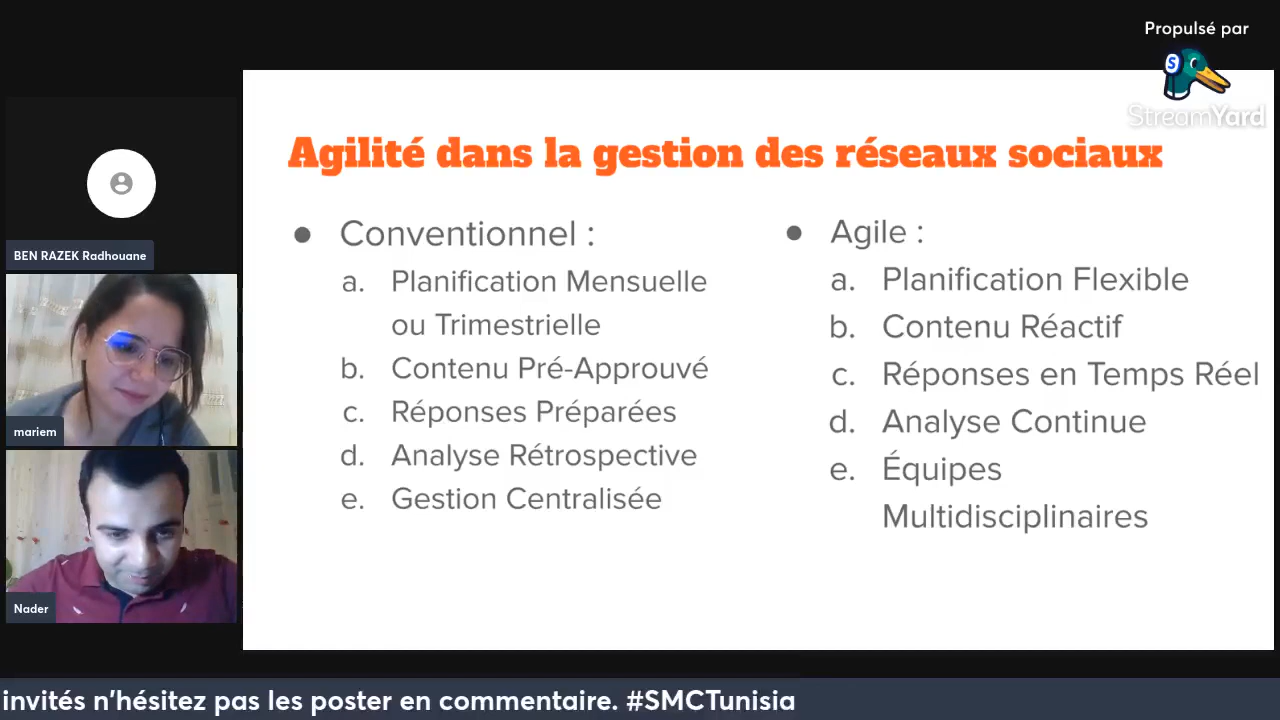 Propulsé par
StreamYard
Agilité dans la gestion des réseaux sociaux
● Conventionnel :
a. Planification Mensuelle
ou Trimestrielle
b. Contenu Pré-Approuvé
c. Réponses Préparées
d. Analyse Rétrospective
e. Gestion Centralisée
● Agile :
a. Planification Flexible
b. Contenu Réactif
c. Réponses en Temps Réel
d. Analyse Continue
e. Équipes
Multidisciplinaires
BEN RAZEK Radhouane
mariem
Nader
invités n'hésitez pas les poster en commentaire. #SMCTunisia